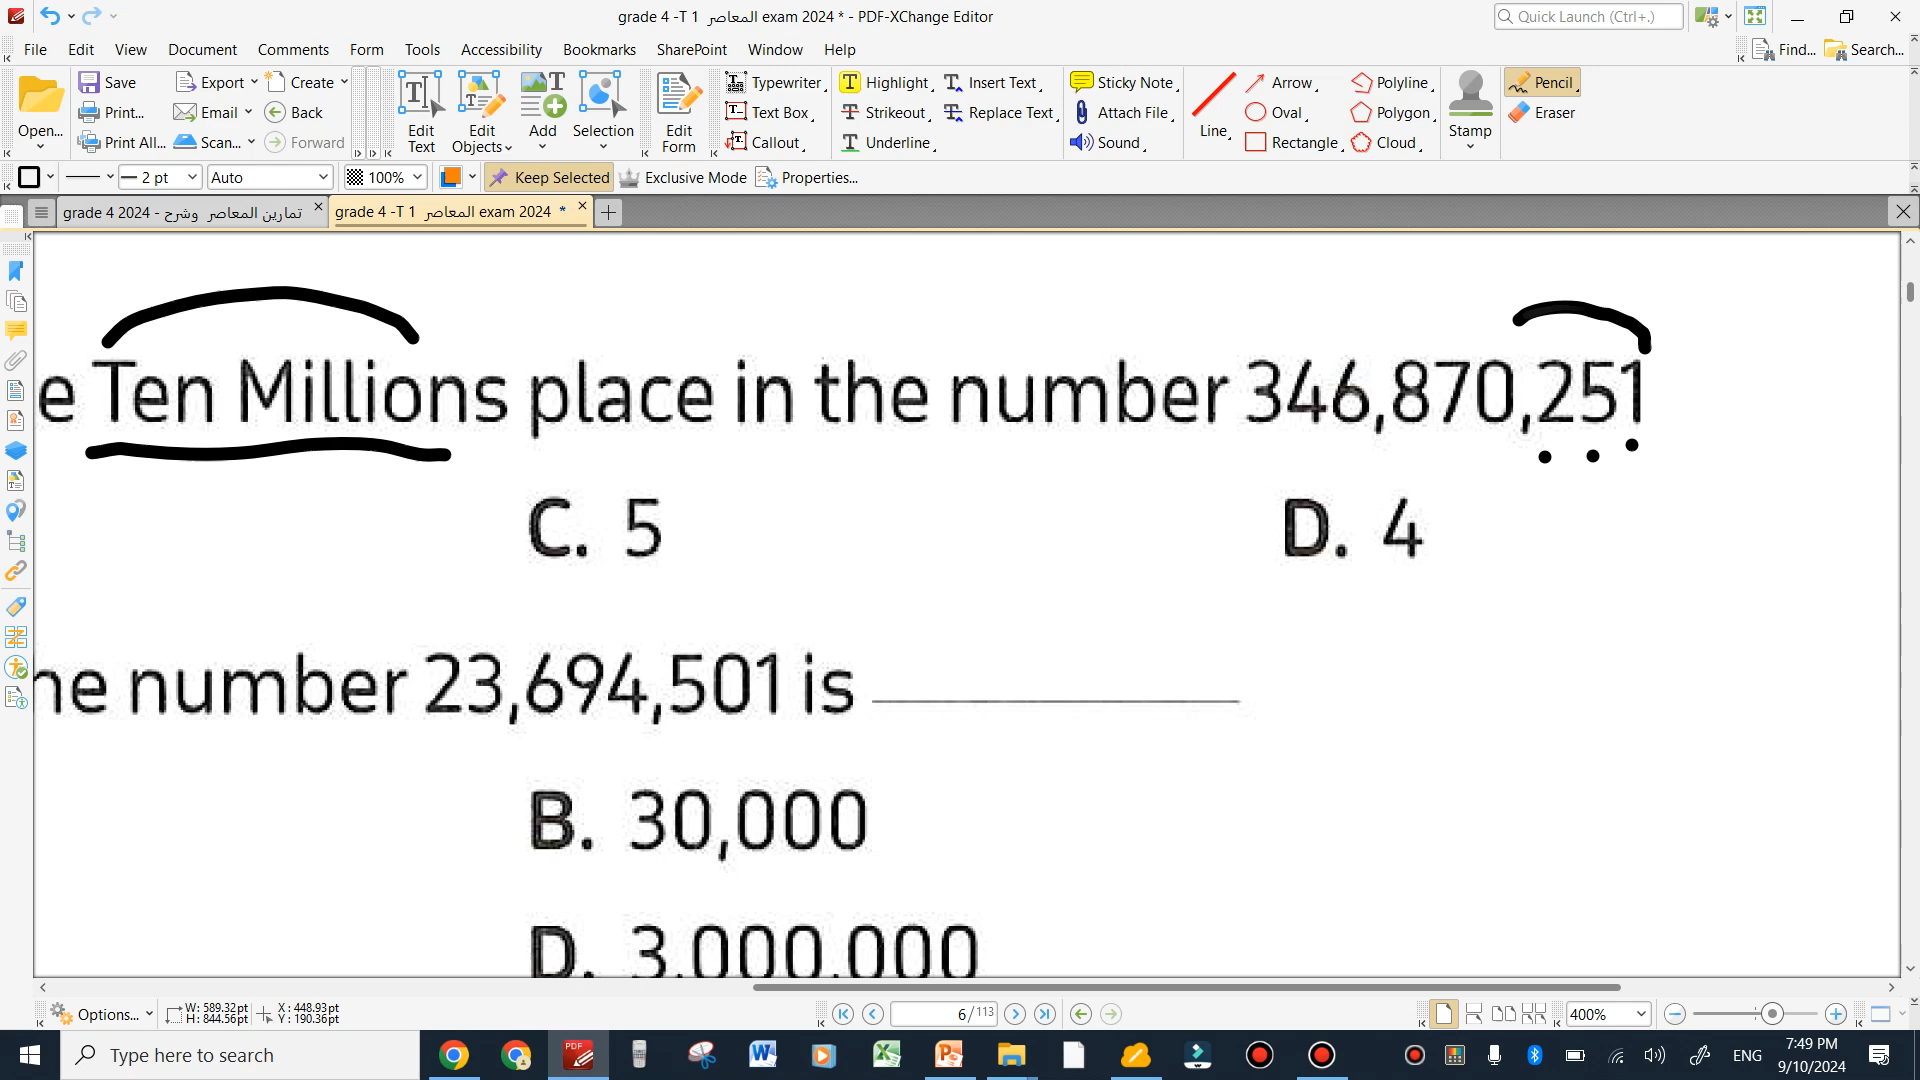 grade 4 -T 1 المعاصر exam 2024 * - PDF-XChange Editor
Quick Launch (Ctrl+.)
File Edit View Document Comments Form Tools Accessibility Bookmarks SharePoint Window Help
Find... Search...
Open...
Save
Print...
Print All...
Export
Email
Scan...
Create
Back
Forward
Edit Text
Edit Objects
Add
Selection
Edit Form
Typewriter
Text Box
Callout
Highlight
Strikeout
Underline
Insert Text
Replace Text
Sticky Note
Attach File
Sound
Line
Arrow
Oval
Rectangle
Polyline
Polygon
Cloud
Stamp
Pencil
Eraser
2 pt Auto 100% Keep Selected Exclusive Mode Properties...
grade 4 2024 - تمارين المعاصر وشرح
grade 4 -T 1 المعاصر exam 2024 *
e Ten Millions place in the number 346,870,251
C. 5 D. 4
he number 23,694,501 is
B. 30,000
D. 3,000,000
Options... W: 589.32pt H: 844.56pt X: 448.93pt Y: 190.36pt 6 / 113 400%
Type here to search
ENG 7:49 PM
9/10/2024